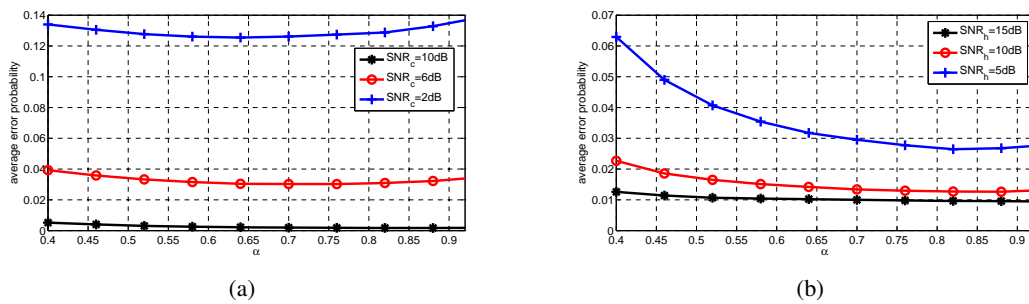 average error probability
0.14
0.12
0.1
0.08
0.06
0.04
0.02
0
0.4 0.45 0.5 0.55 0.6 0.65 0.7 0.75 0.8 0.85 0.9
α
SNR_c=10dB
SNR_c=6dB
SNR_c=2dB
(a)
average error probability
0.07
0.06
0.05
0.04
0.03
0.02
0.01
0
0.4 0.45 0.5 0.55 0.6 0.65 0.7 0.75 0.8 0.85 0.9
α
SNR_h=15dB
SNR_h=10dB
SNR_h=5dB
(b)